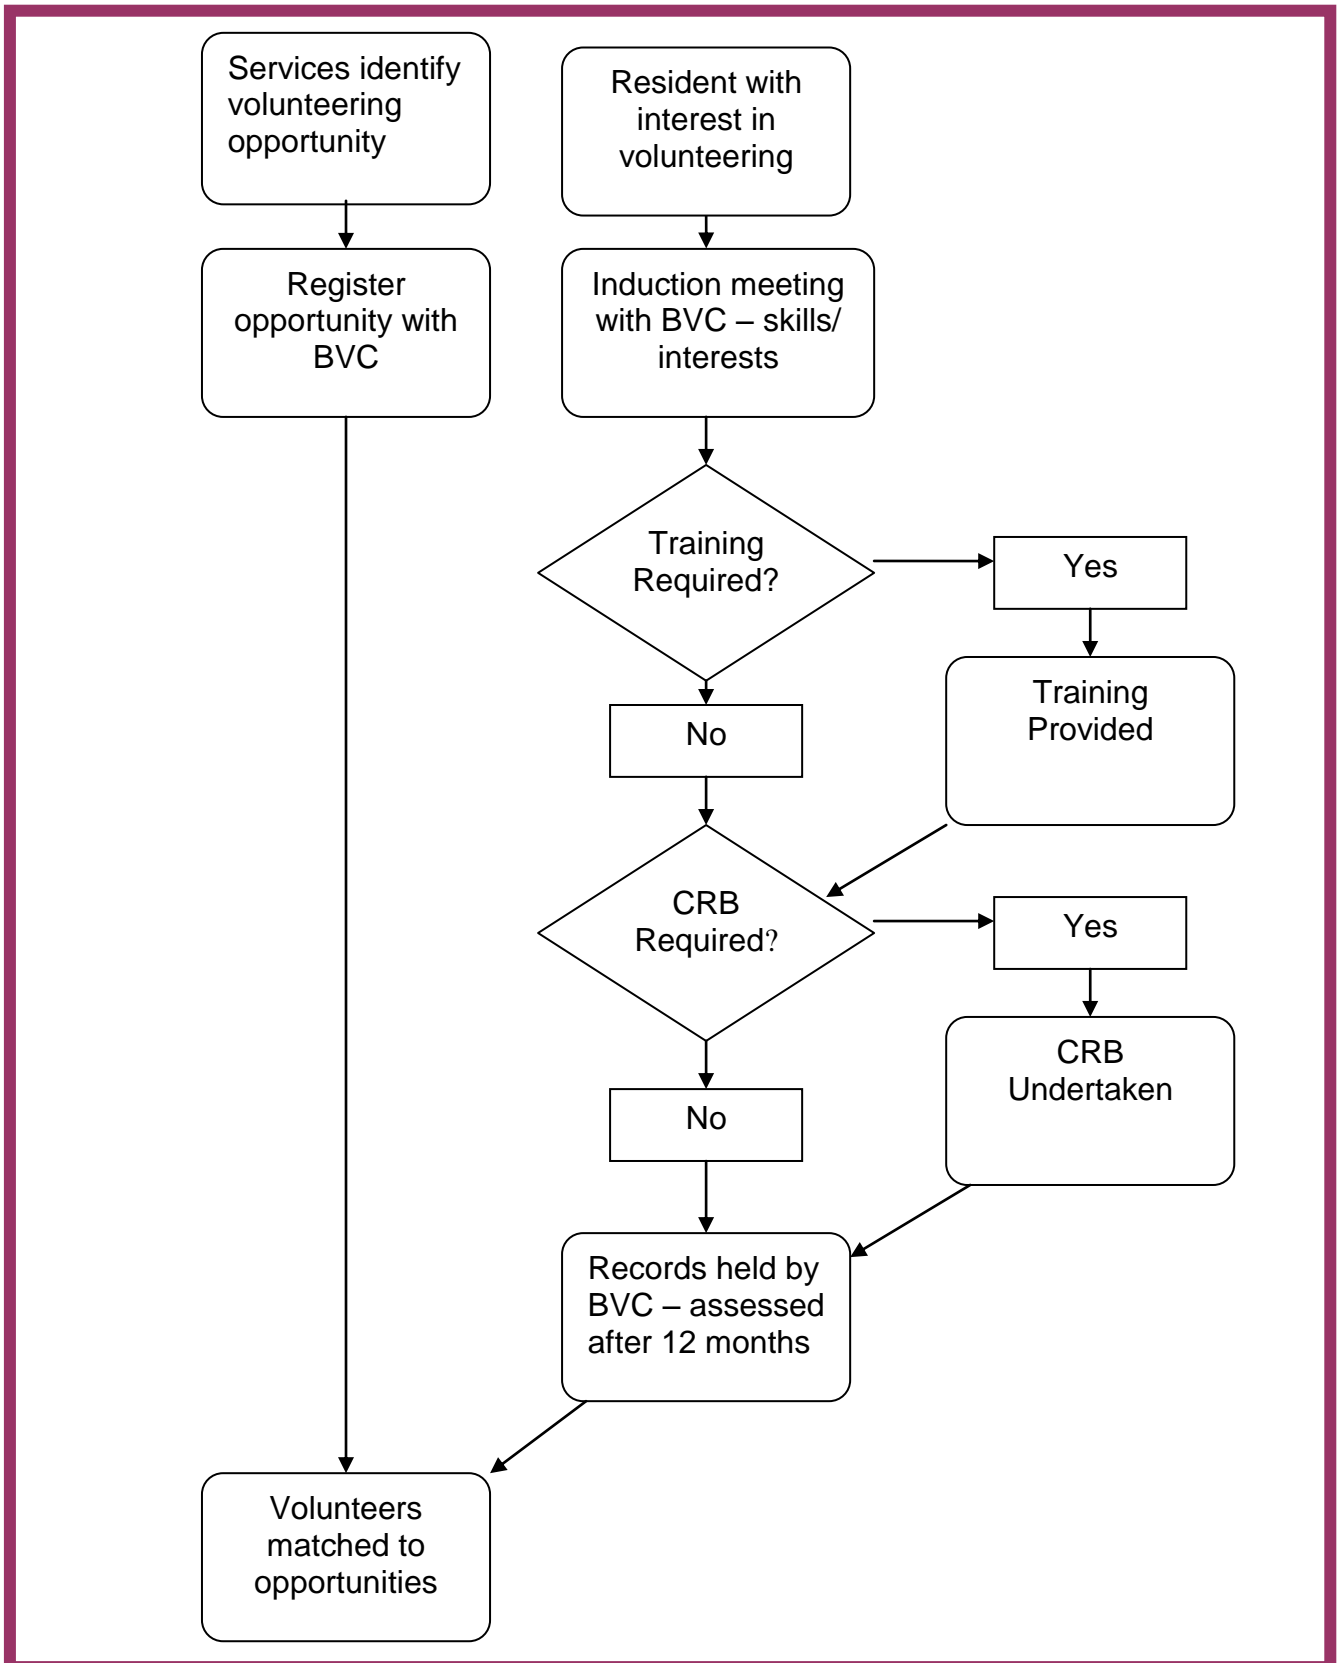 Services identify
volunteering
opportunity
Resident with
interest in
volunteering
Register
opportunity with
BVC
Induction meeting
with BVC – skills/
interests
Training
Required?
Yes
Training
Provided
No
CRB
Required?
Yes
CRB
Undertaken
No
Records held by
BVC – assessed
after 12 months
Volunteers
matched to
opportunities